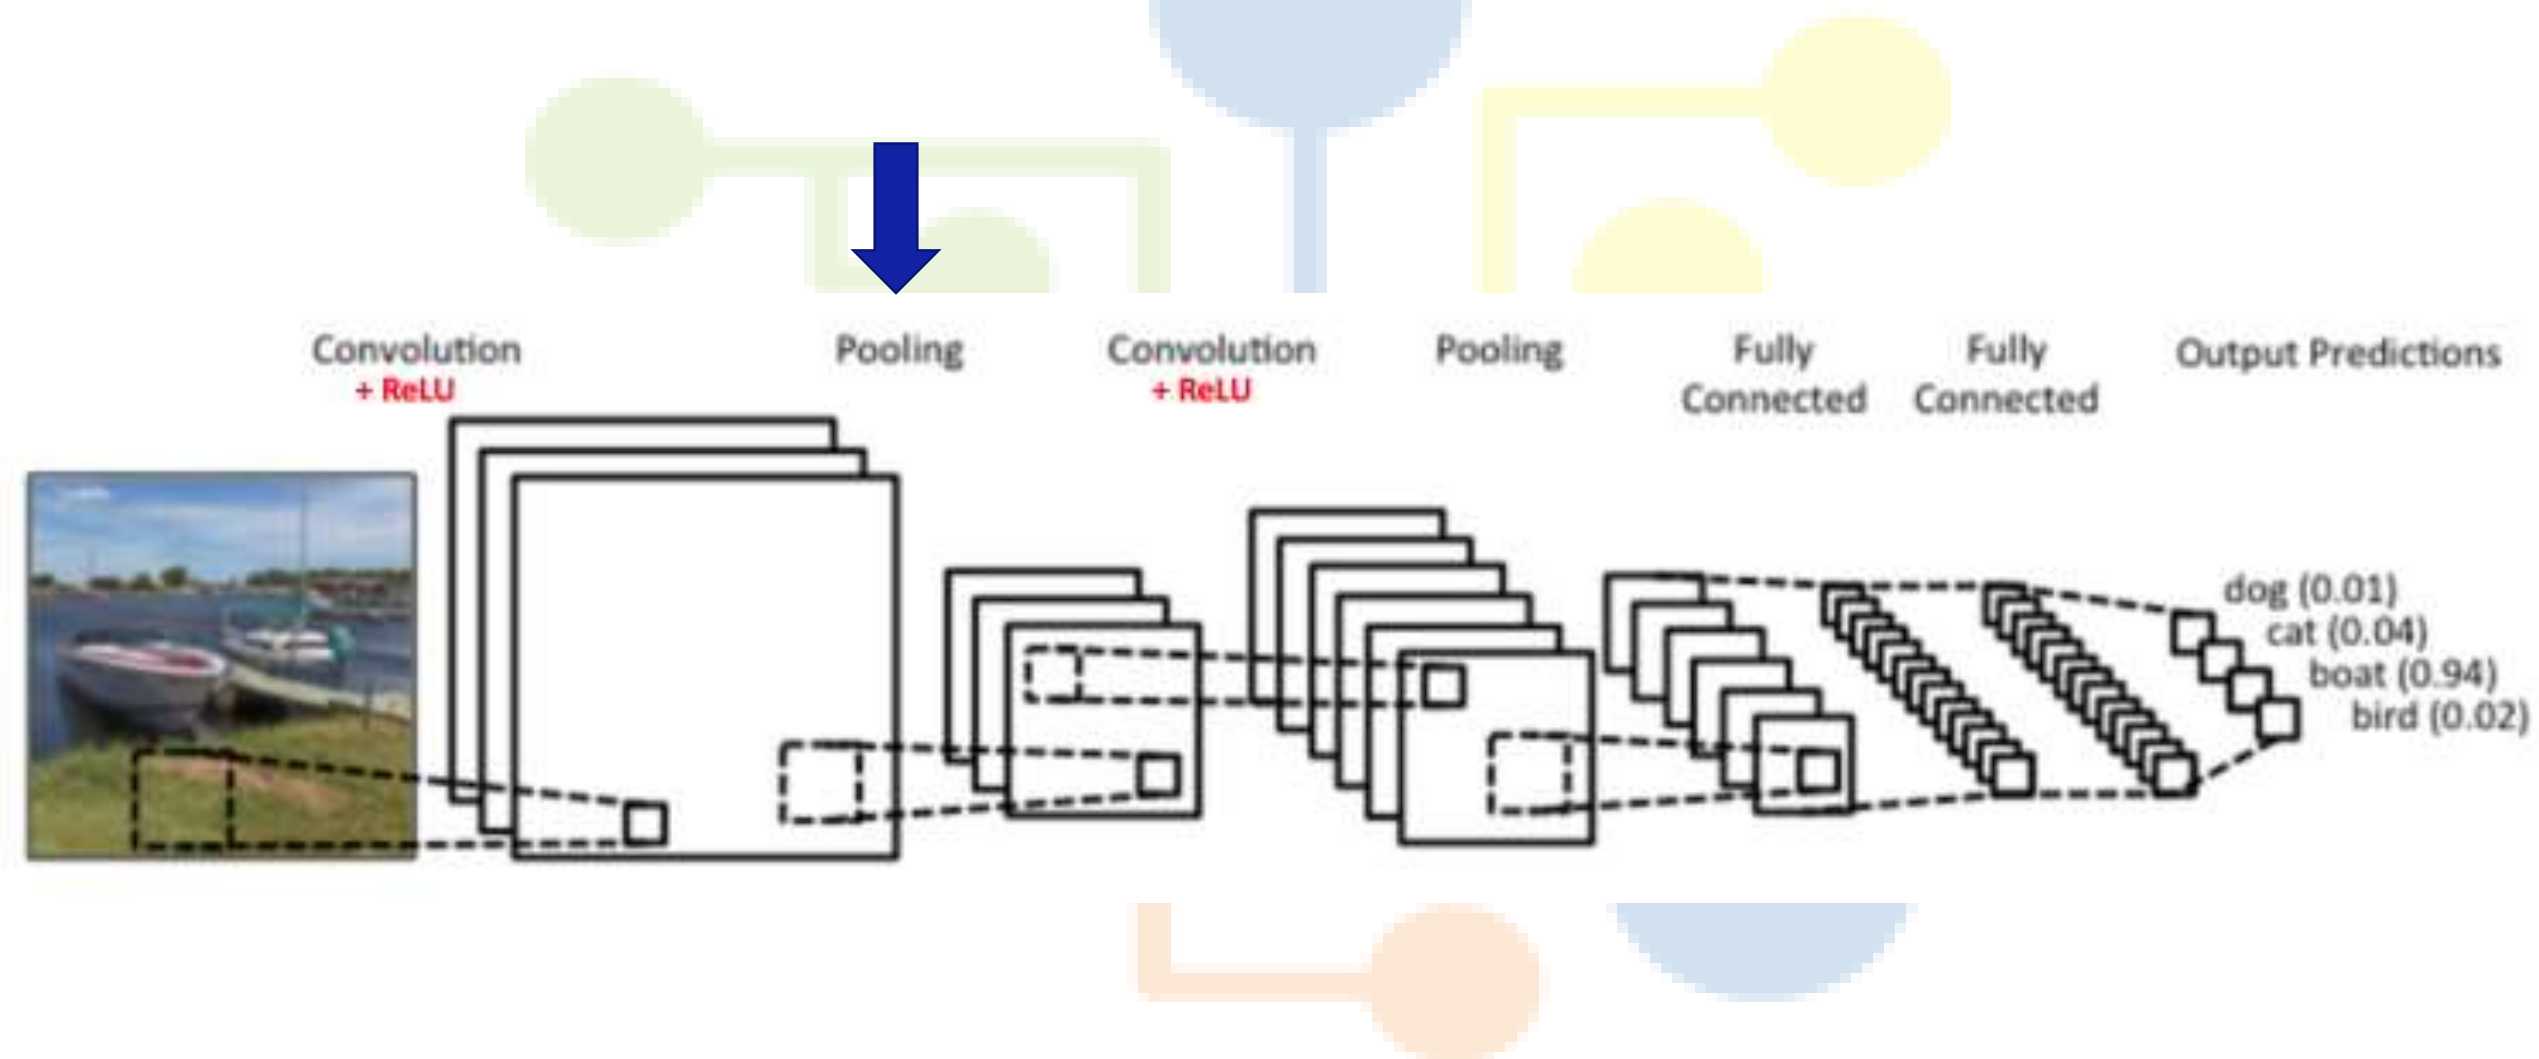 Convolution
+ ReLU
Pooling
Convolution
+ ReLU
Pooling
Fully
Connected
Fully
Connected
Output Predictions
dog (0.01)
cat (0.04)
boat (0.94)
bird (0.02)